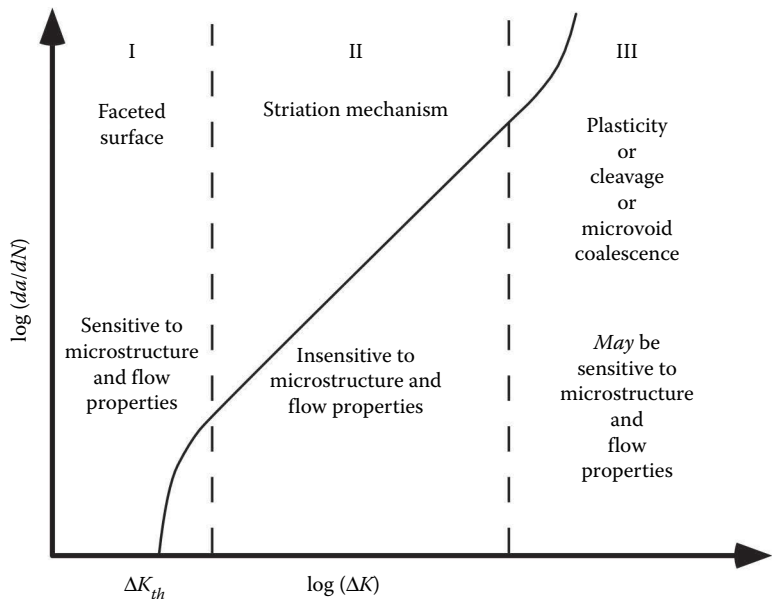 I
II
III
Faceted
surface
Striation mechanism
Plasticity
or
cleavage
or
microvoid
coalescence
log (da/dN)
Sensitive to
microstructure
and flow
properties
Insensitive to
microstructure and
flow properties
May be
sensitive to
microstructure
and
flow
properties
ΔKth
log (ΔK)